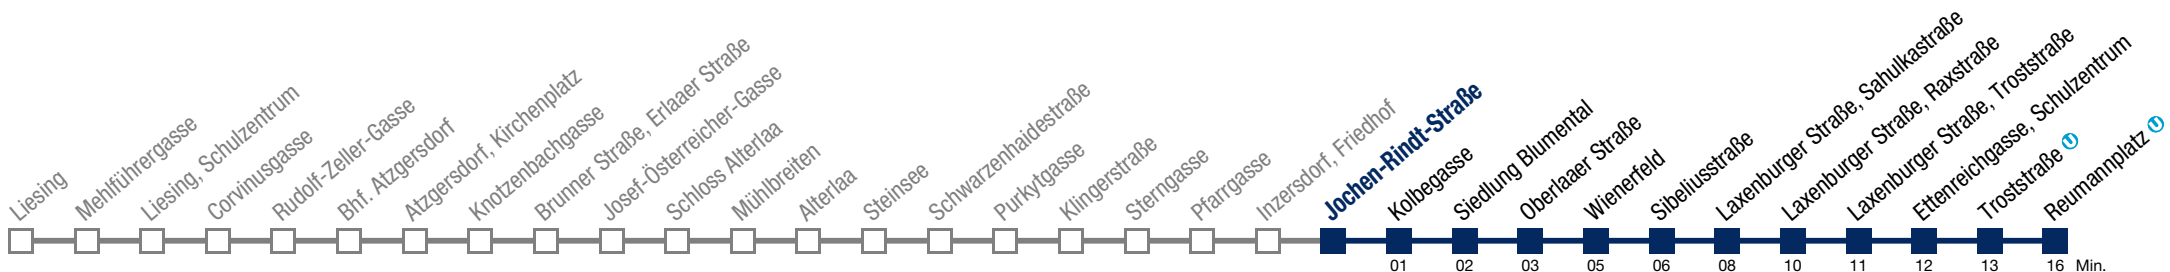 Liesing
Mehlführergasse
Liesing, Schulzentrum
Corvinusgasse
Rudolf-Zeller-Gasse
Bhf. Atzgersdorf
Atzgersdorf, Kirchenplatz
Knotzenbachgasse
Brunner Straße, Erlaaer Straße
Josef-Österreicher-Gasse
Schloss Alterlaa
Mühlbreiten
Alterlaa
Steinsee
Schwarzenhaidestraße
Purkytgasse
Klingerstraße
Sterngasse
Pfarrgasse
Inzersdorf, Friedhof
Jochen-Rindt-Straße
Kolbegasse
Siedlung Blumental
Oberlaaer Straße
Wienerfeld
Sibeliusstraße
Laxenburger Straße, Sahulkastraße
Laxenburger Straße, Raxstraße
Laxenburger Straße, Troststraße
Ettenreichgasse, Schulzentrum
Troststraße U
Reumannplatz U
01 02 03 05 06 08 10 11 12 13 16 Min.